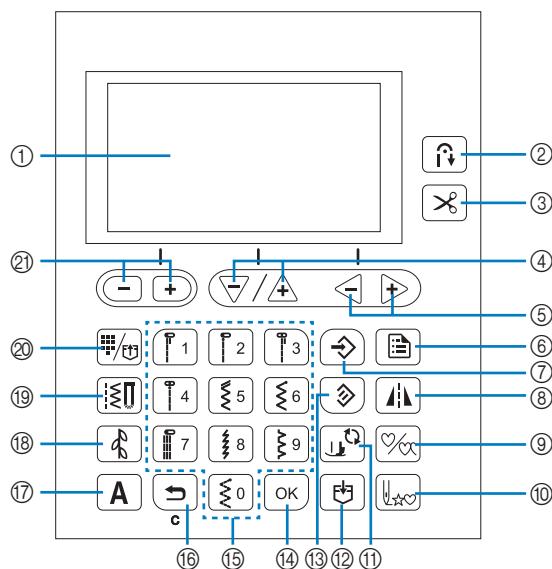 ①
②
③
④
⑤
㉑ − + − / + − +
⑥
⑦
⑳ 1 2 3
⑧
⑲ 4 5 6
⑨
⑱ 7 8 9
⑩
⑰ A C 0 OK
⑯ ⑮ ⑭ ⑬ ⑫ ⑪